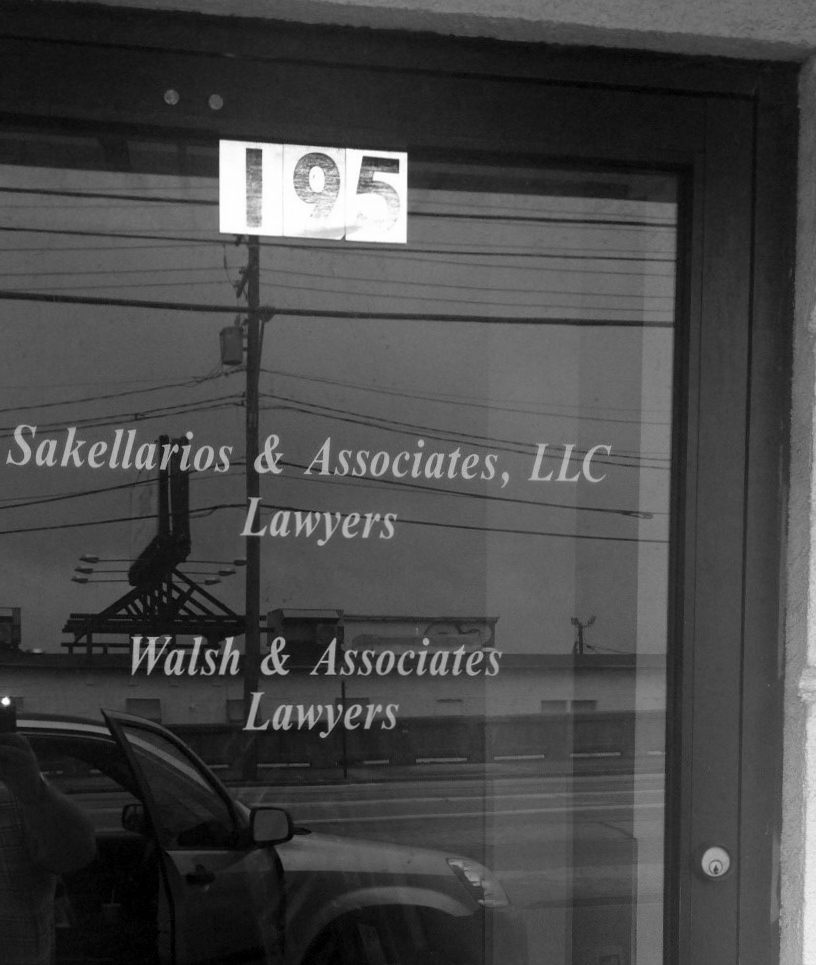 195
Sakellarios & Associates, LLC
Lawyers
Walsh & Associates
Lawyers